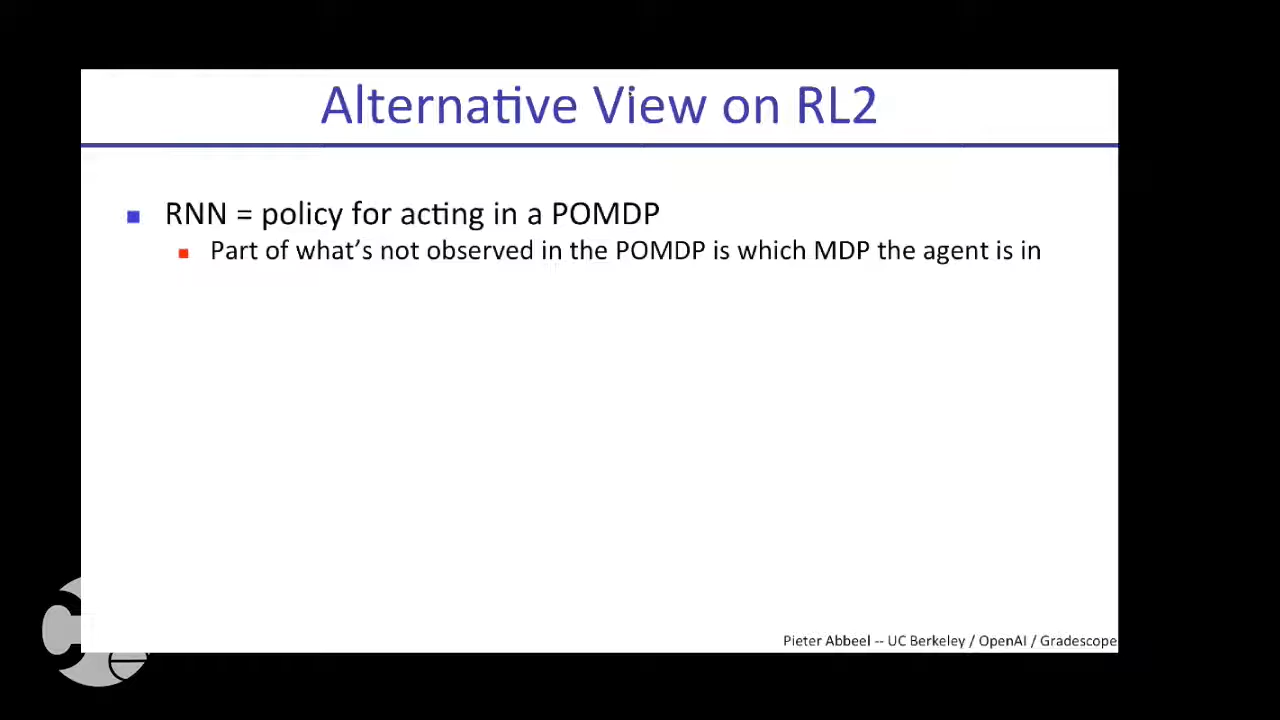 Alternative View on RL2
RNN = policy for acting in a POMDP
Part of what's not observed in the POMDP is which MDP the agent is in
Pieter Abbeel -- UC Berkeley / OpenAI / Gradescope